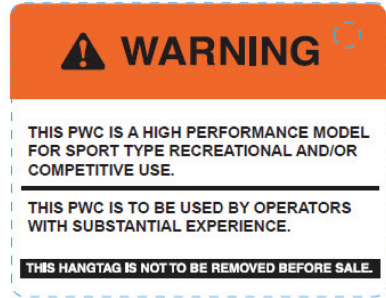 WARNING
THIS PWC IS A HIGH PERFORMANCE MODEL
FOR SPORT TYPE RECREATIONAL AND/OR
COMPETITIVE USE.
THIS PWC IS TO BE USED BY OPERATORS
WITH SUBSTANTIAL EXPERIENCE.
THIS HANGTAG IS NOT TO BE REMOVED BEFORE SALE.